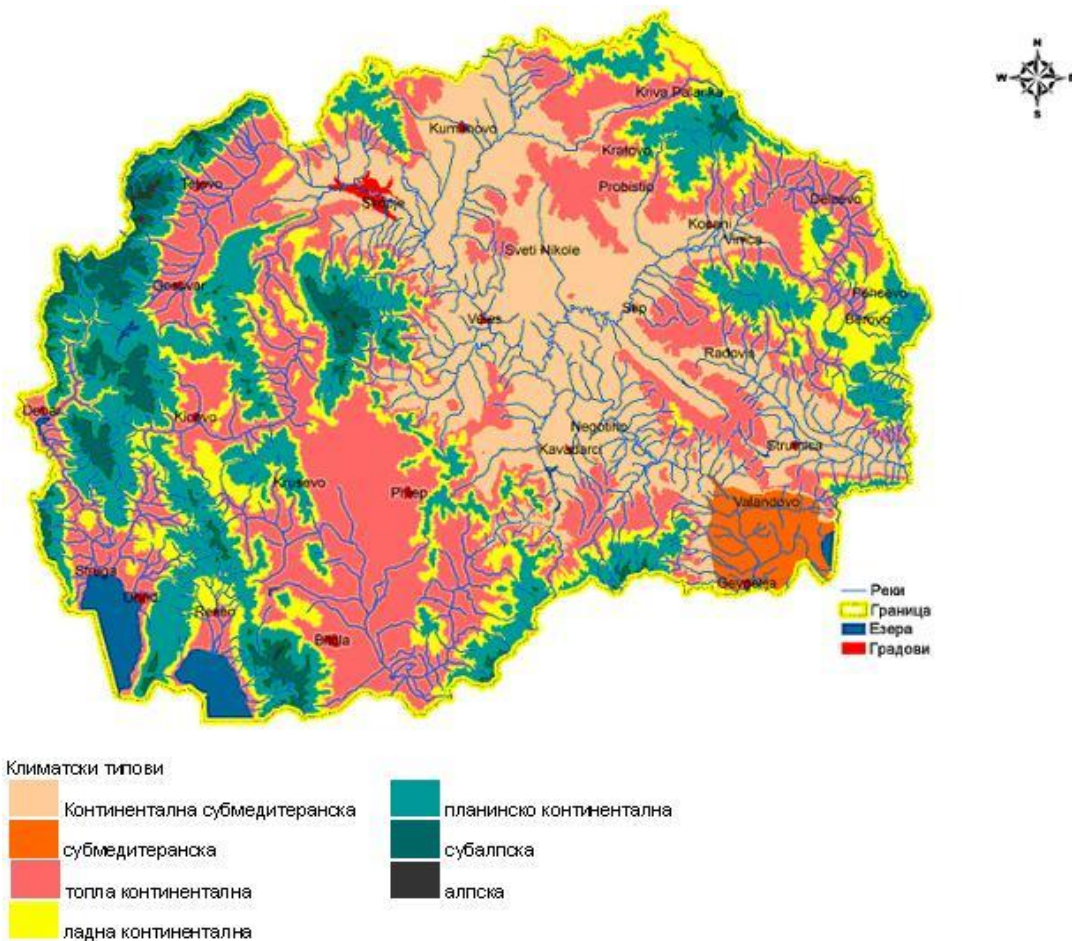 N
W
S
Kriva Palanka
Kumanovo
Kratovo
Tetovo
Probistip
Delcevo
Skopje
Kocani
Vinica
Sveti Nikole
Gostivar
Pehcevo
Stip
Veles
Berovo
Radovis
Debar
Kicevo
Negotino
Kavadarci
Strumica
Krusevo
Prilep
Valandovo
Struga
Gevgelija
Ohrid
Resen
Bitola
Реки
Граница
Езера
Градови
Климатски типови
Континентална субмедитеранска
субмедитеранска
топла континентална
ладна континентална
планинско континентална
субалпска
алпска